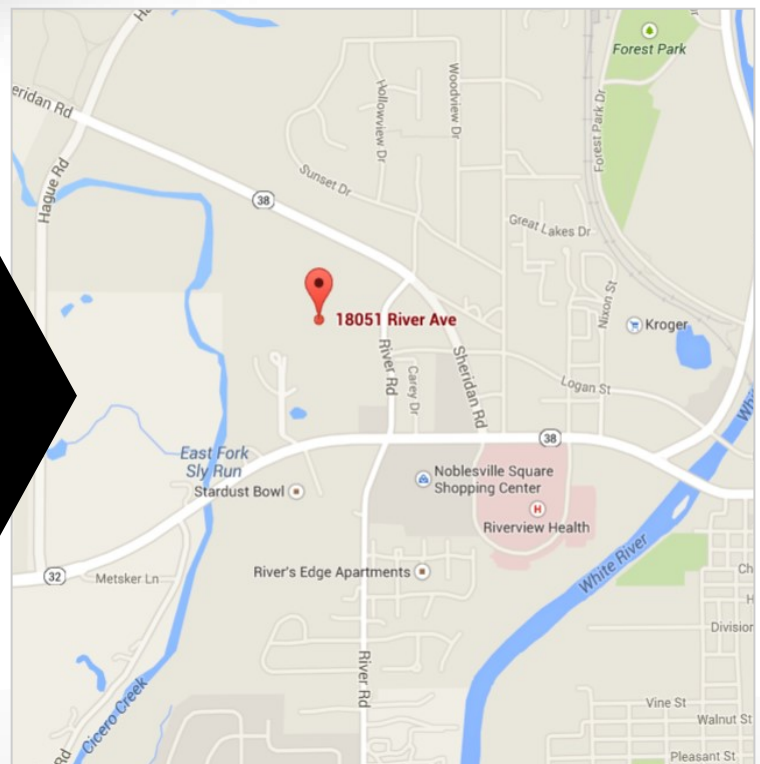 Forest Park
eridan Rd
Hollowview Dr
Woodview Dr
Forest Park Dr
Hague Rd
Sunset Dr
38
Great Lakes Dr
18051 River Ave
Nixon St
Kroger
River Rd
Carey Dr
Sheridan Rd
Logan St
38
East Fork
Sly Run
Stardust Bowl
Noblesville Square
Shopping Center
H
Riverview Health
32
Metsker Ln
River's Edge Apartments
White River
Whi
Ch
H
Division
River Rd
Cicero Creek
Rd
Vine St
Walnut St
Pleasant St